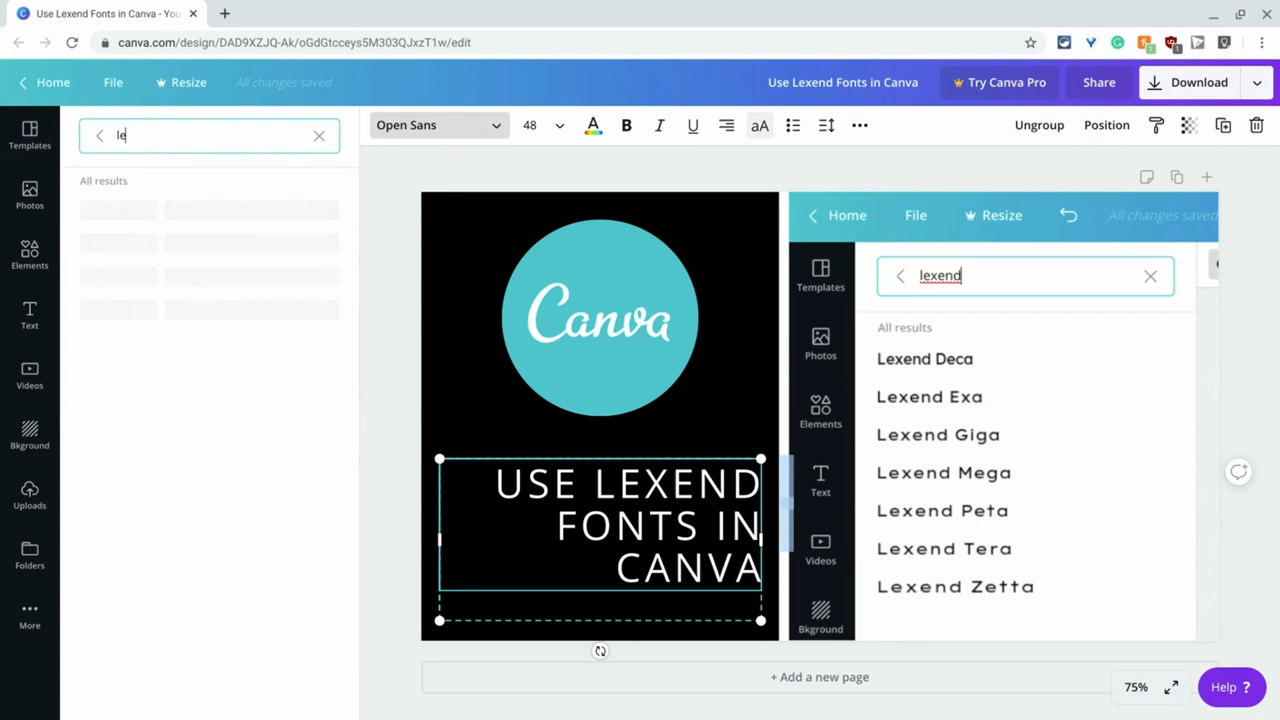 Use Lexend Fonts in Canva - You
canva.com/design/DAD9XZJQ-Ak/oGdGtcceys5M303QJxzT1w/edit
1
1
Home File Resize All changes saved Use Lexend Fonts in Canva Try Canva Pro Share Download
le
All results
Open Sans 48 A B I U aA Ungroup Position
Templates
Photos
Elements
Text
Videos
Bkground
Uploads
Folders
More
Canva
USE LEXEND
FONTS IN
CANVA
Home File Resize All changes saved
Templates
Photos
Elements
Text
Videos
Bkground
lexend
All results
Lexend Deca
Lexend Exa
Lexend Giga
Lexend Mega
Lexend Peta
Lexend Tera
Lexend Zetta
+ Add a new page
75%
Help ?